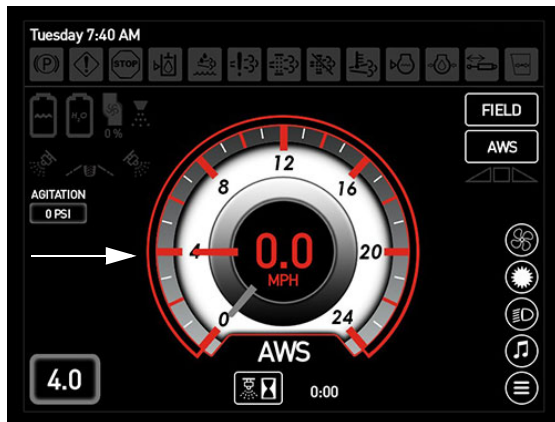 Tuesday 7:40 AM
(P)
STOP
H₂O
0 %
FIELD
AWS
AGITATION
0 PSI
0
4
8
12
16
20
24
0.0
MPH
AWS
4.0
0:00